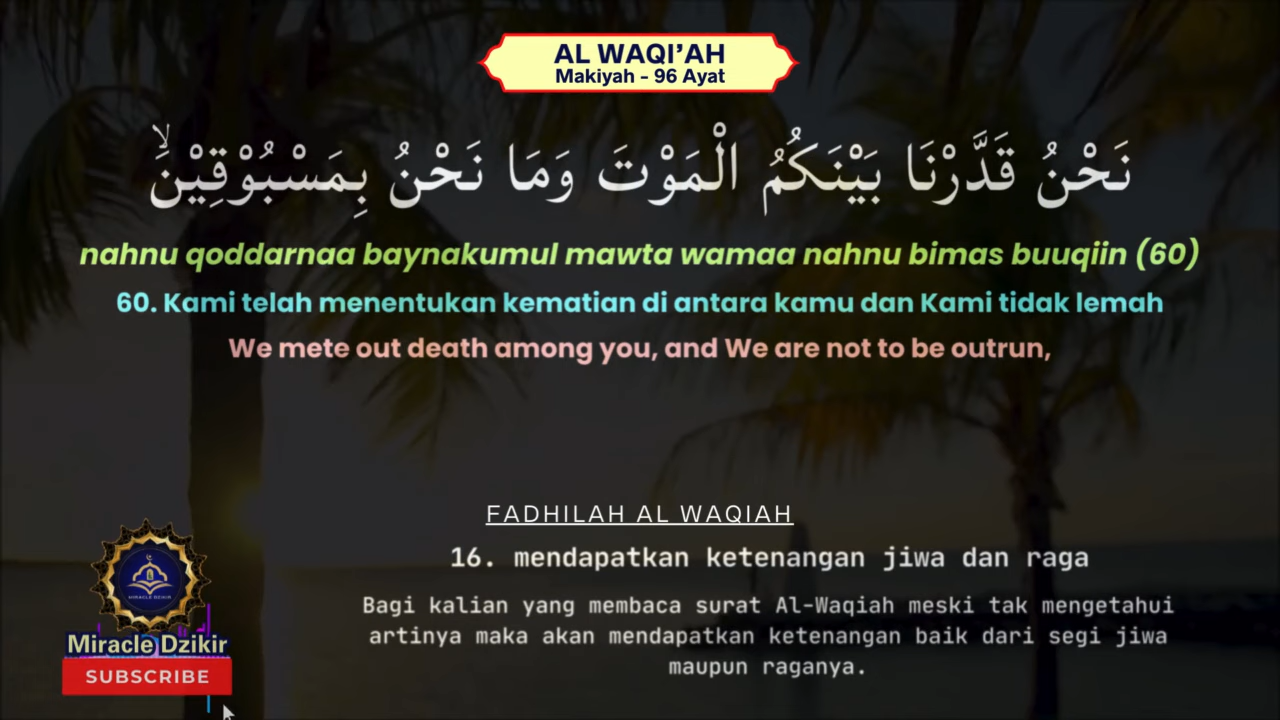 AL WAQI’AH
Makiyah - 96 Ayat
نَحْنُ قَدَّرْنَا بَيْنَكُمُ الْمَوْتَ وَمَا نَحْنُ بِمَسْبُوْقِيْنَۙ
nahnu qoddarnaa baynakumul mawta wamaa nahnu bimas buuqiin (60)
60. Kami telah menentukan kematian di antara kamu dan Kami tidak lemah
We mete out death among you, and We are not to be outrun,
FADHILAH AL WAQIAH
16. mendapatkan ketenangan jiwa dan raga
Bagi kalian yang membaca surat Al-Waqiah meski tak mengetahui
artinya maka akan mendapatkan ketenangan baik dari segi jiwa
maupun raganya.
MIRACLE DZIKIR
Miracle Dzikir
SUBSCRIBE